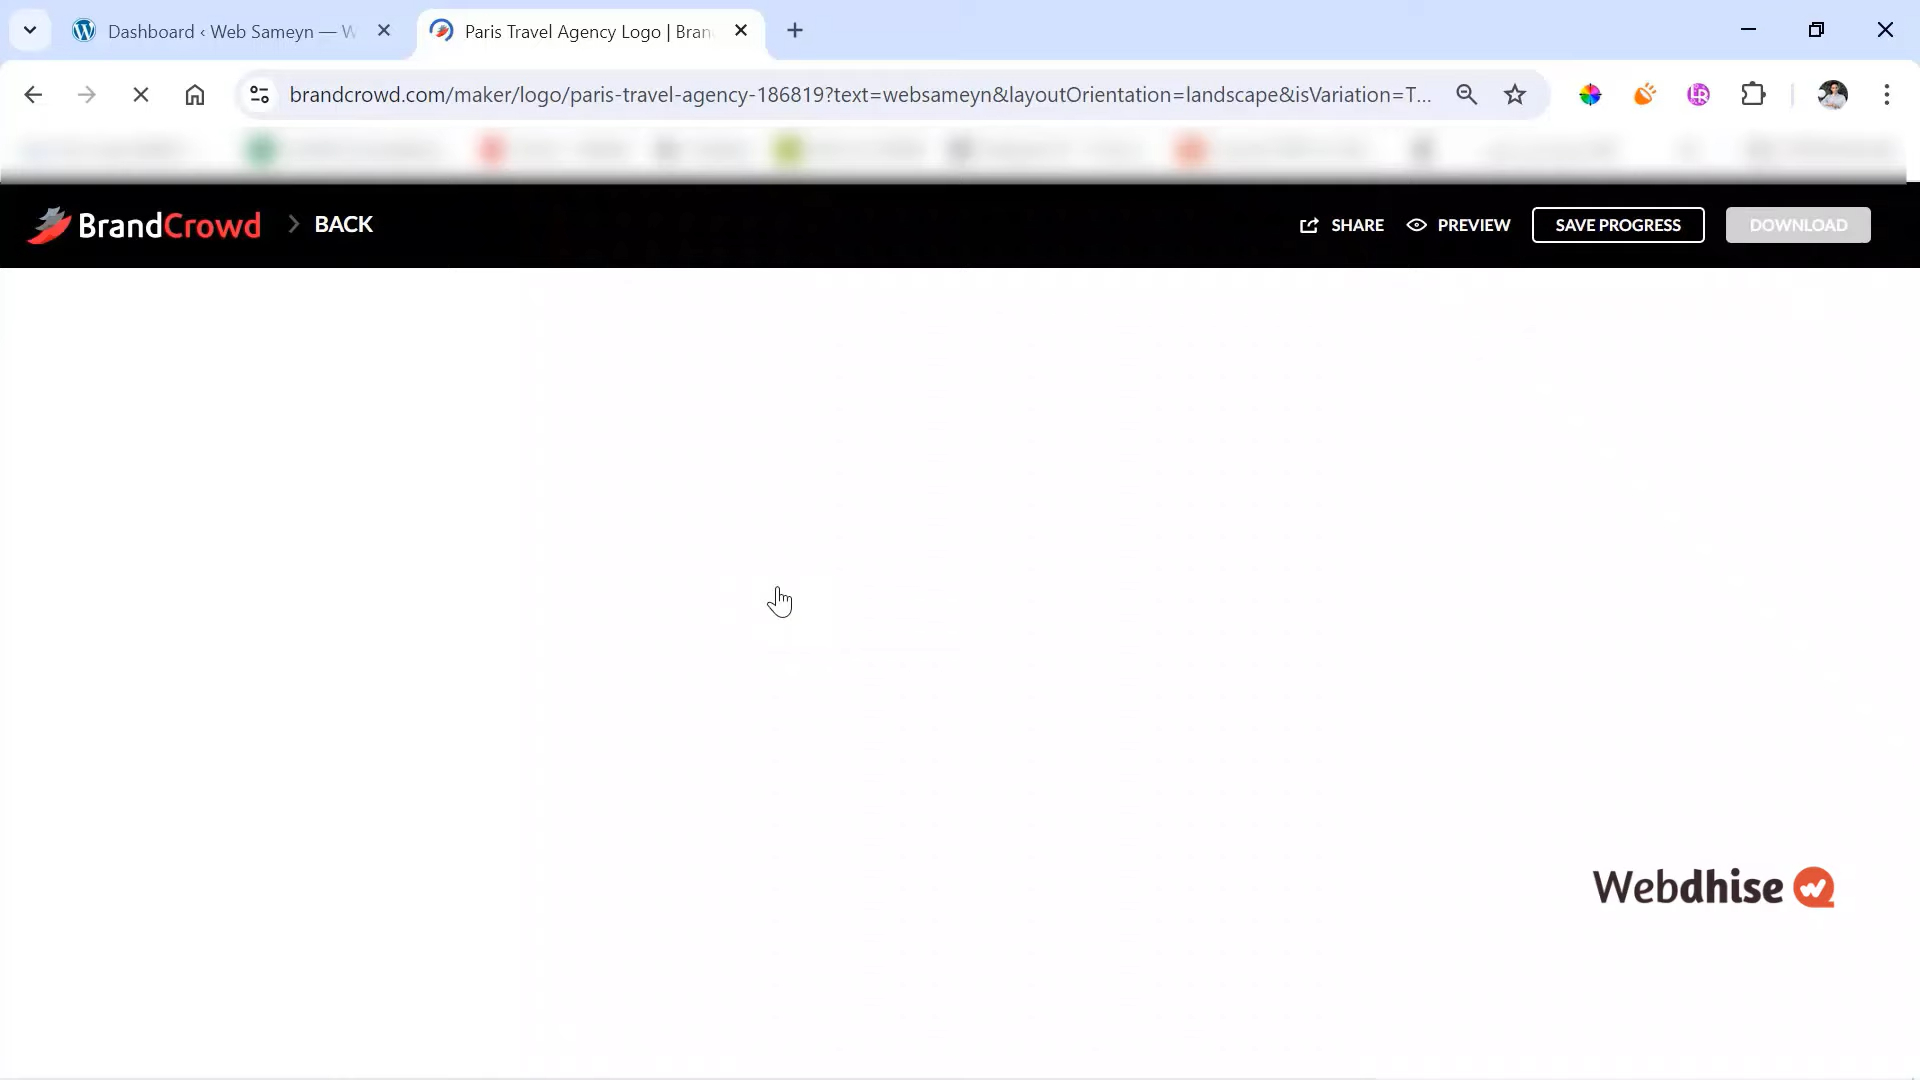 Dashboard ‹ Web Sameyn — W
Paris Travel Agency Logo | Bran
brandcrowd.com/maker/logo/paris-travel-agency-186819?text=websameyn&layoutOrientation=landscape&isVariation=T...
BrandCrowd
BACK
SHARE
PREVIEW
SAVE PROGRESS
DOWNLOAD
Webdhise